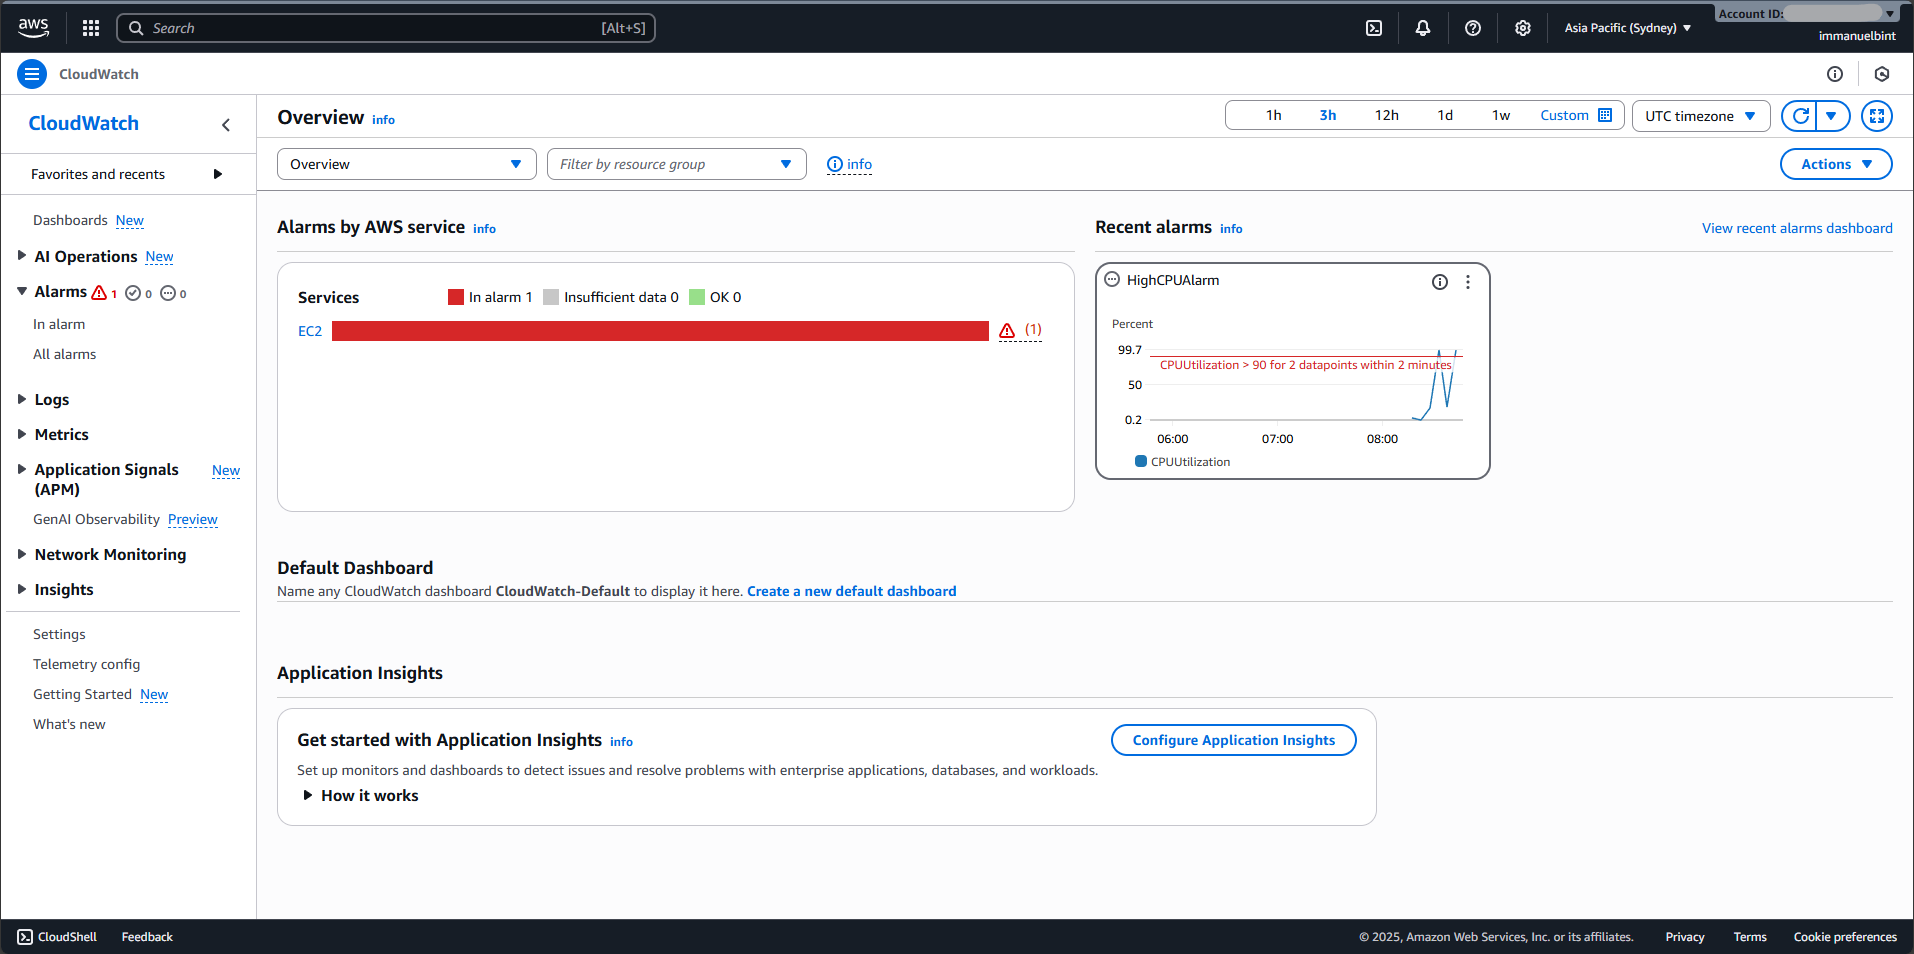 aws
Search [Alt+S]
Asia Pacific (Sydney)
Account ID:
immanuelbint
CloudWatch
CloudWatch
Favorites and recents
Dashboards New
AI Operations New
Alarms 1 0 0
In alarm
All alarms
Logs
Metrics
Application Signals (APM) New
GenAI Observability Preview
Network Monitoring
Insights
Settings
Telemetry config
Getting Started New
What's new
Overview info
1h 3h 12h 1d 1w Custom
UTC timezone
Overview
Filter by resource group
info
Actions
Alarms by AWS service info
Services
In alarm 1 Insufficient data 0 OK 0
EC2 (1)
Recent alarms info
View recent alarms dashboard
HighCPUAlarm
Percent
99.7
CPUUtilization > 90 for 2 datapoints within 2 minutes
50
0.2
06:00 07:00 08:00
CPUUtilization
Default Dashboard
Name any CloudWatch dashboard CloudWatch-Default to display it here. Create a new default dashboard
Application Insights
Get started with Application Insights info
Configure Application Insights
Set up monitors and dashboards to detect issues and resolve problems with enterprise applications, databases, and workloads.
How it works
CloudShell Feedback
© 2025, Amazon Web Services, Inc. or its affiliates. Privacy Terms Cookie preferences